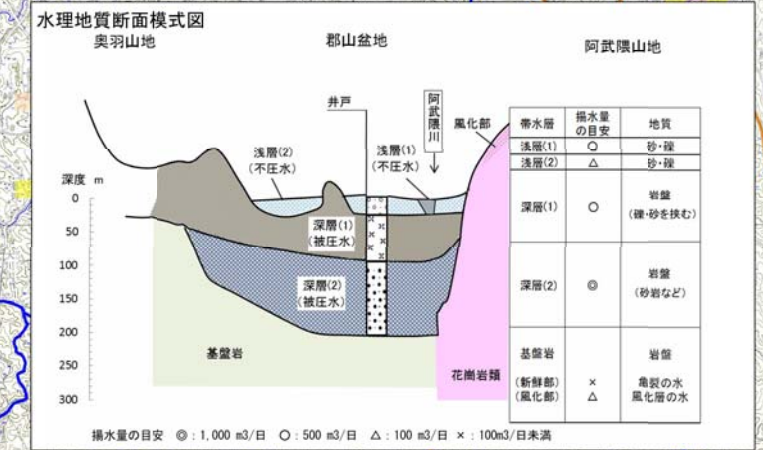 水理地質断面模式図
奥羽山地
郡山盆地
阿武隈山地
井戸
阿武隈川
風化部
浅層(2)
(不圧水)
浅層(1)
(不圧水)
深度 m
0
50
100
150
200
250
300
深層(1)
(被圧水)
深層(2)
(被圧水)
基盤岩
花崗岩類
帯水層 揚水量の目安 地質
浅層(1) ○ 砂・礫
浅層(2) △ 砂・礫
深層(1) ○ 岩盤
(礫・砂を挟む)
深層(2) ◎ 岩盤
(砂岩など)
基盤岩 岩盤
(新鮮部) × 亀裂の水
(風化部) △ 風化層の水
揚水量の目安 ◎:1,000 m3/日 ○:500 m3/日 △:100 m3/日 ×:100m3/日未満